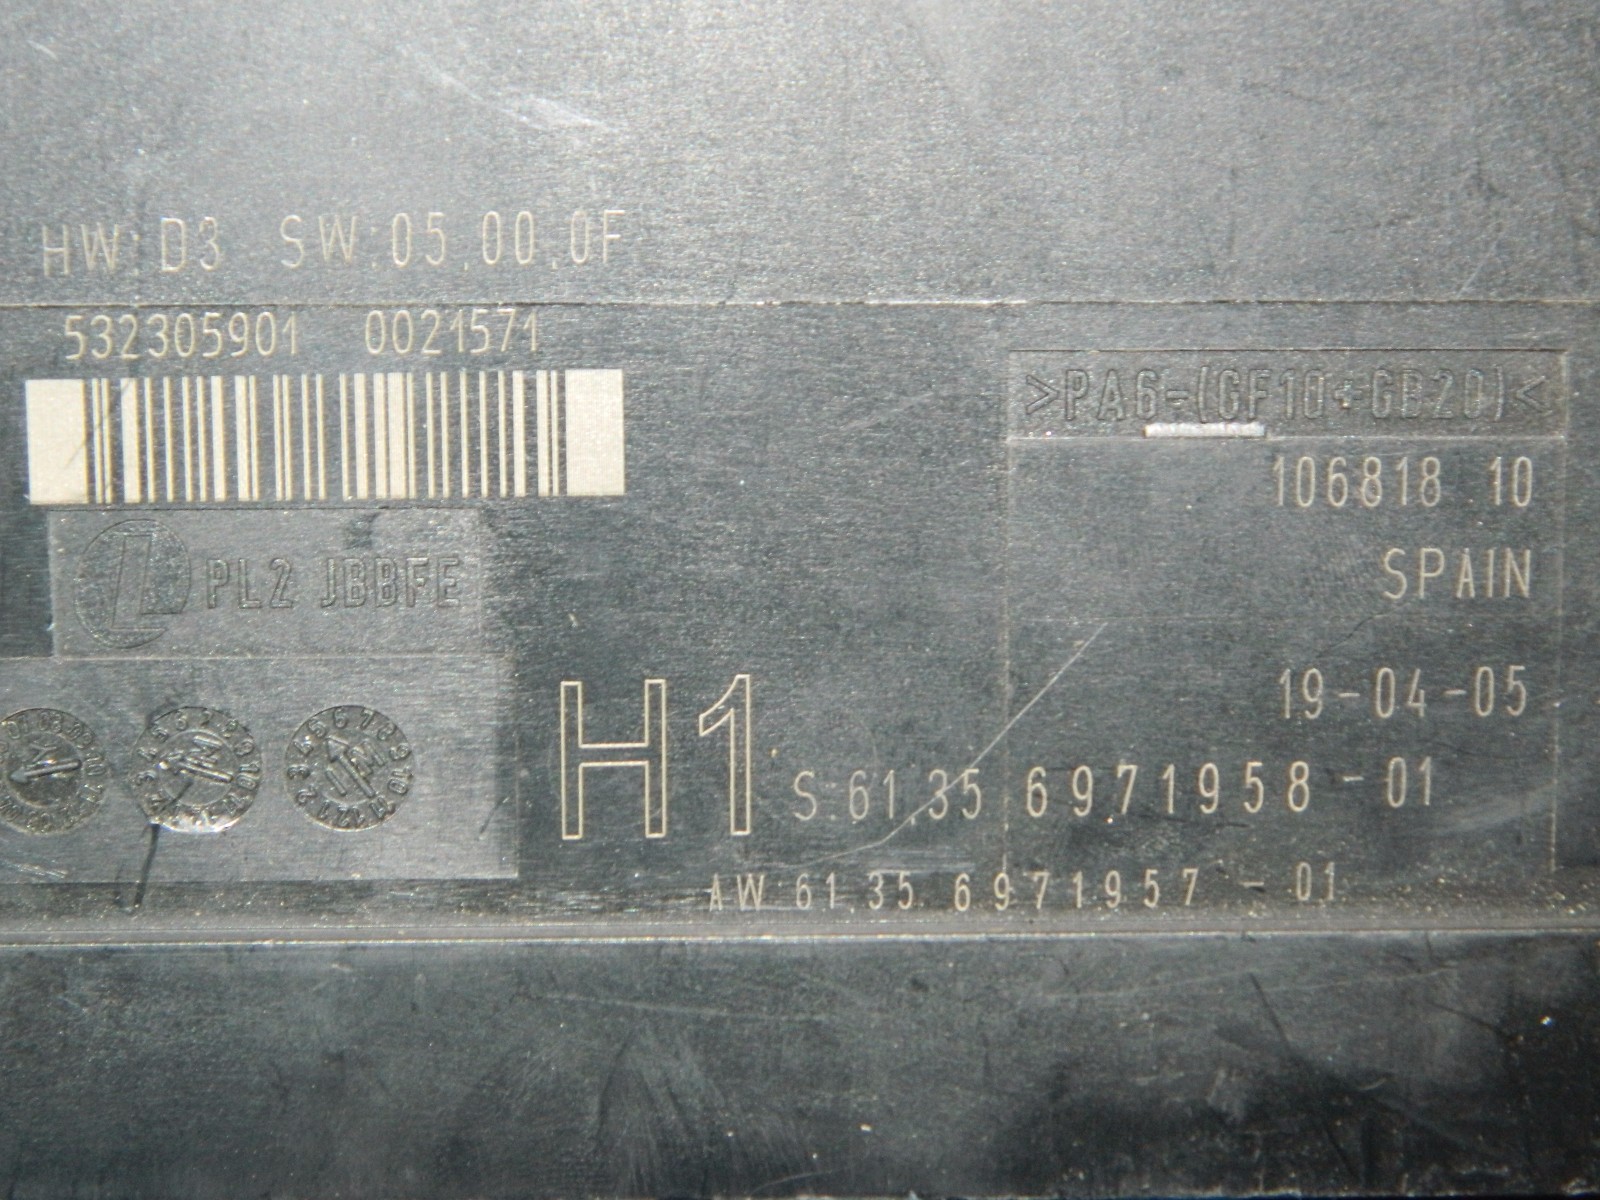 HW:D3 SW:05.00.0F
532305901 0021571
>PA6-(GF10+GB20)<
106818 10
PL2 JBBFE
SPAIN
19-04-05
H1
S:61.35 6971958-01
AW:61.35 6971957-01